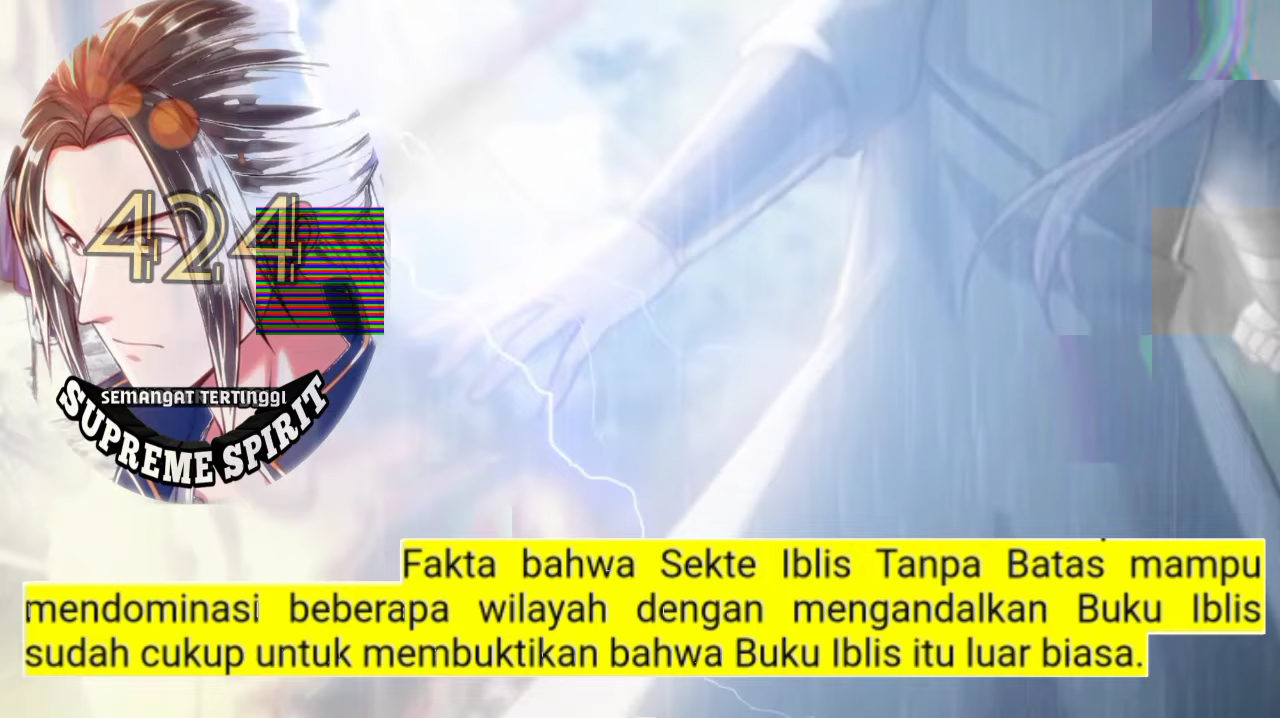 424
SEMANGAT TERTINGGI
SUPREME SPIRIT
Fakta bahwa Sekte Iblis Tanpa Batas mampu
mendominasi beberapa wilayah dengan mengandalkan Buku Iblis
sudah cukup untuk membuktikan bahwa Buku Iblis itu luar biasa.